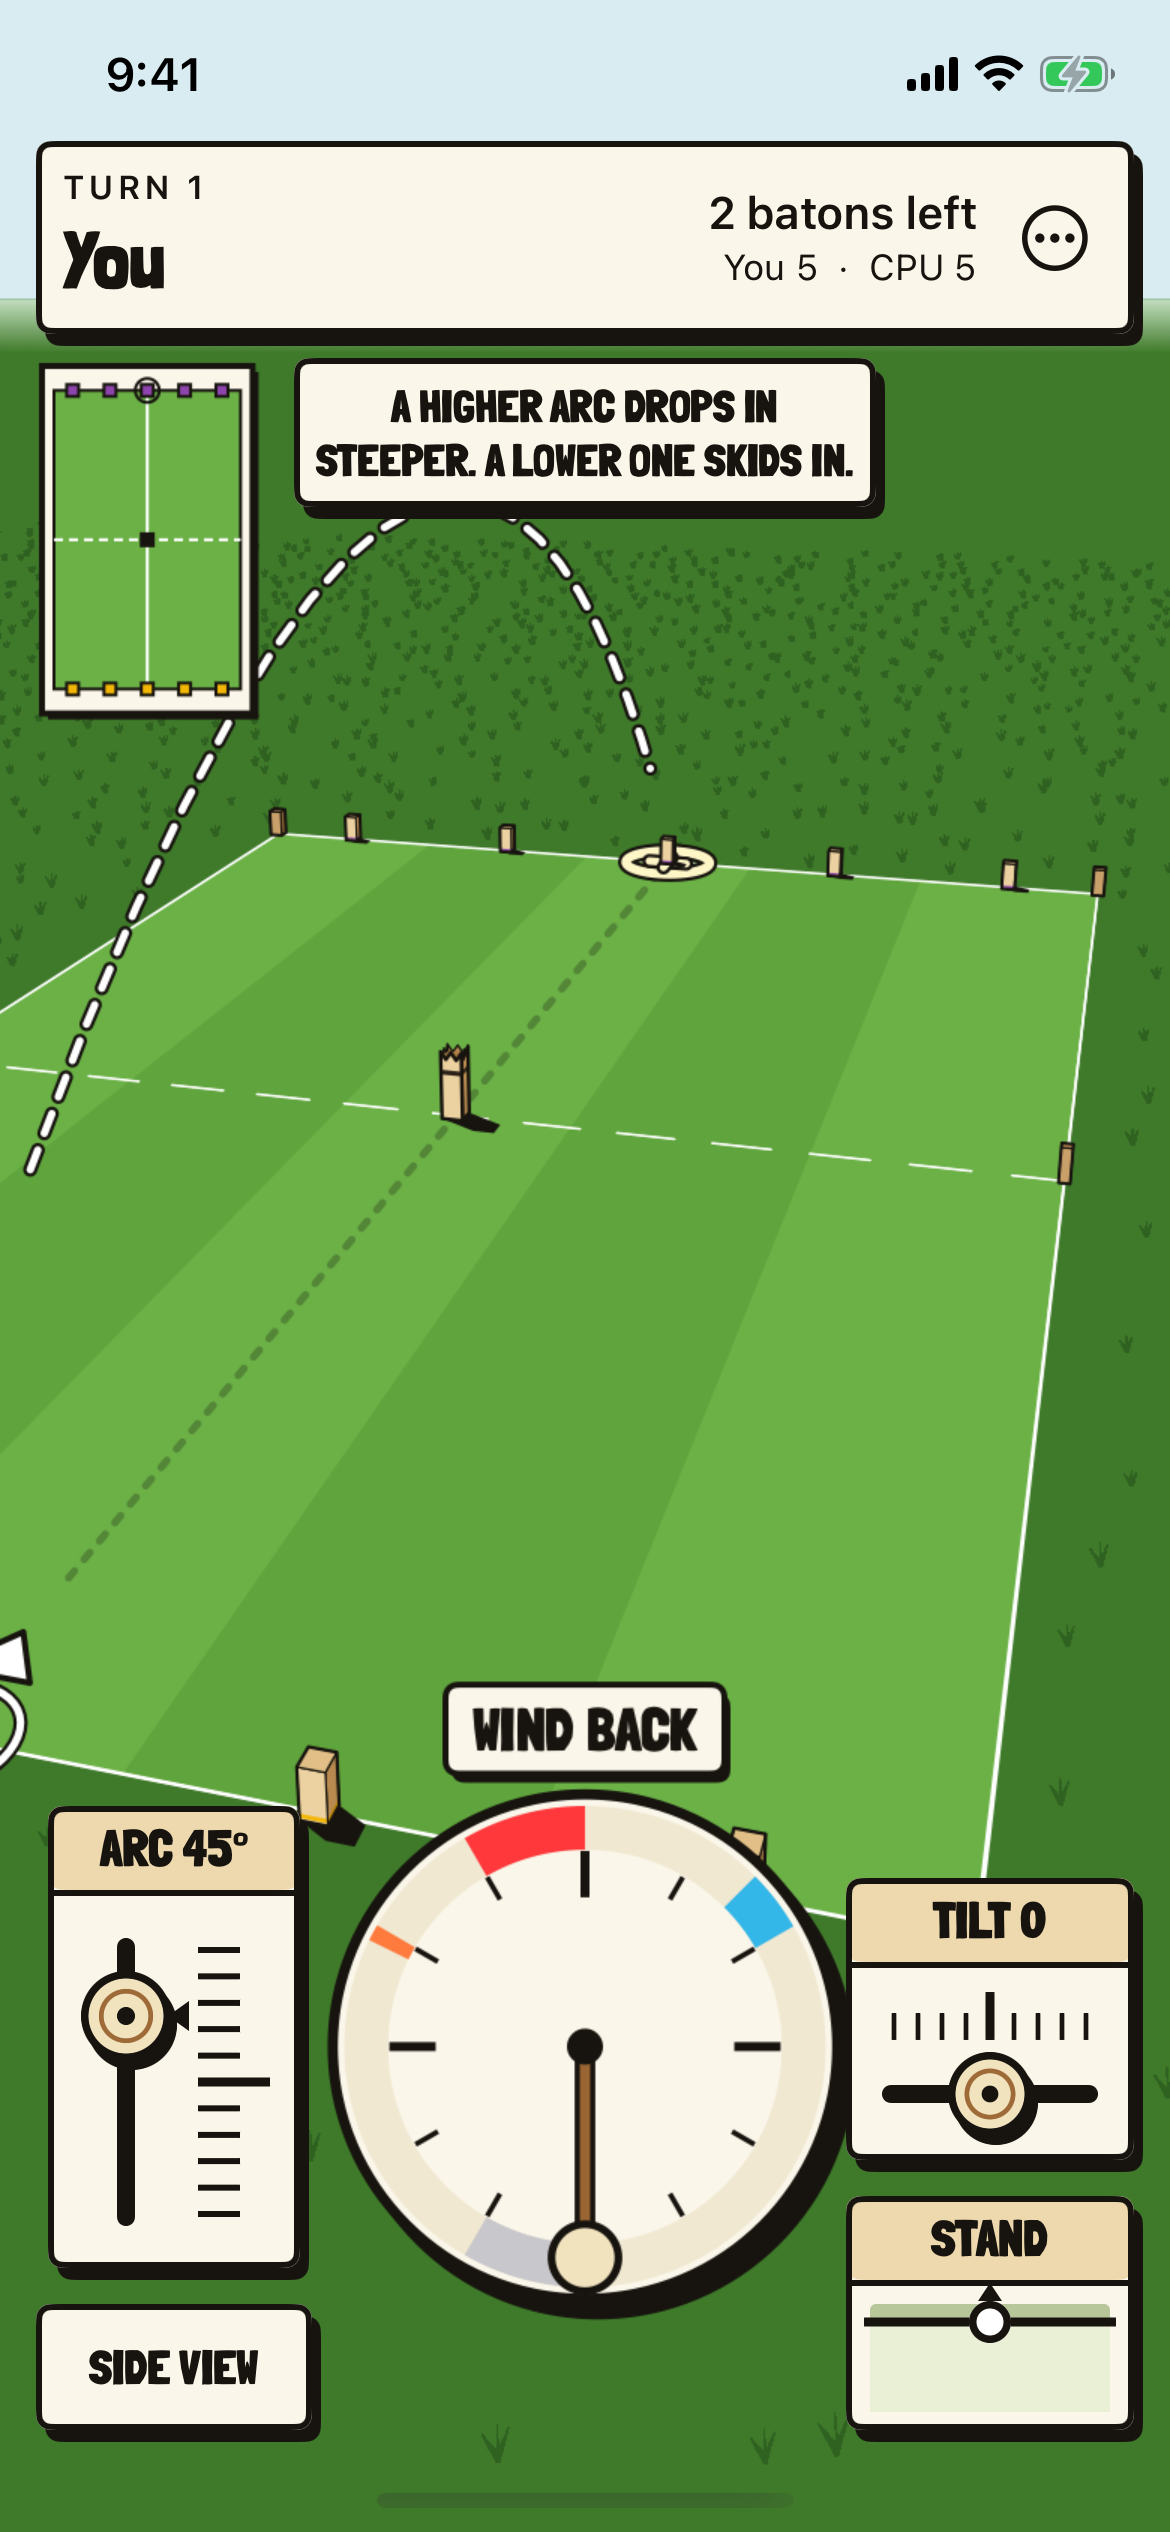 9:41
TURN 1
You
2 batons left
You 5 · CPU 5
A HIGHER ARC DROPS IN
STEEPER. A LOWER ONE SKIDS IN.
WIND BACK
ARC 45°
TILT 0
STAND
SIDE VIEW